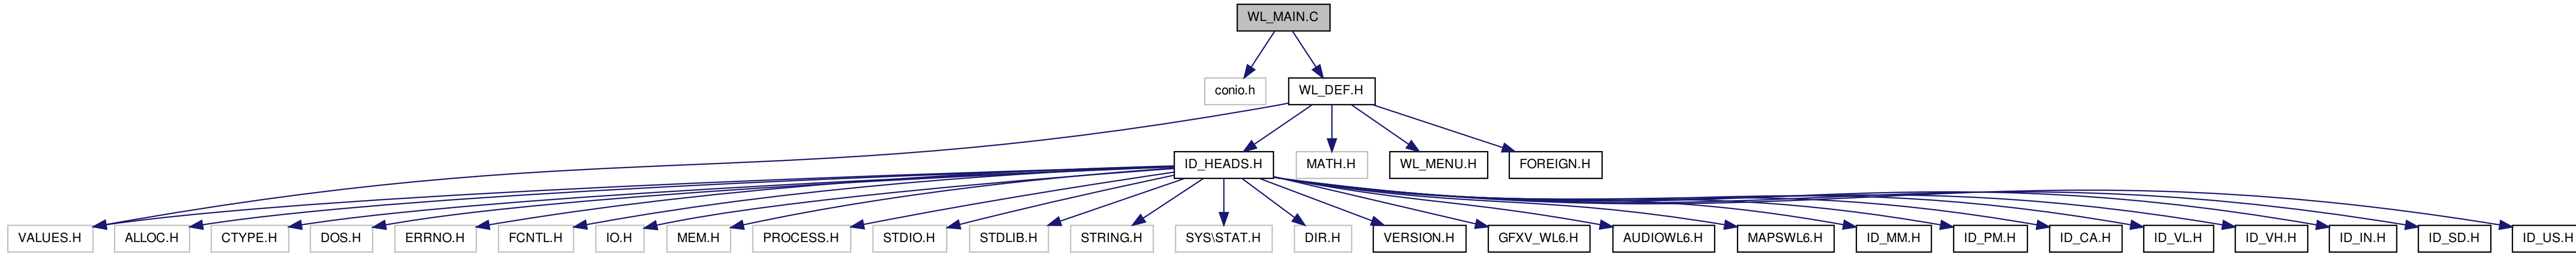 WL_MAIN.C
conio.h
WL_DEF.H
ID_HEADS.H
MATH.H
WL_MENU.H
FOREIGN.H
VALUES.H
ALLOC.H
CTYPE.H
DOS.H
ERRNO.H
FCNTL.H
IO.H
MEM.H
PROCESS.H
STDIO.H
STDLIB.H
STRING.H
SYS\STAT.H
DIR.H
VERSION.H
GFXV_WL6.H
AUDIOWL6.H
MAPSWL6.H
ID_MM.H
ID_PM.H
ID_CA.H
ID_VL.H
ID_VH.H
ID_IN.H
ID_SD.H
ID_US.H